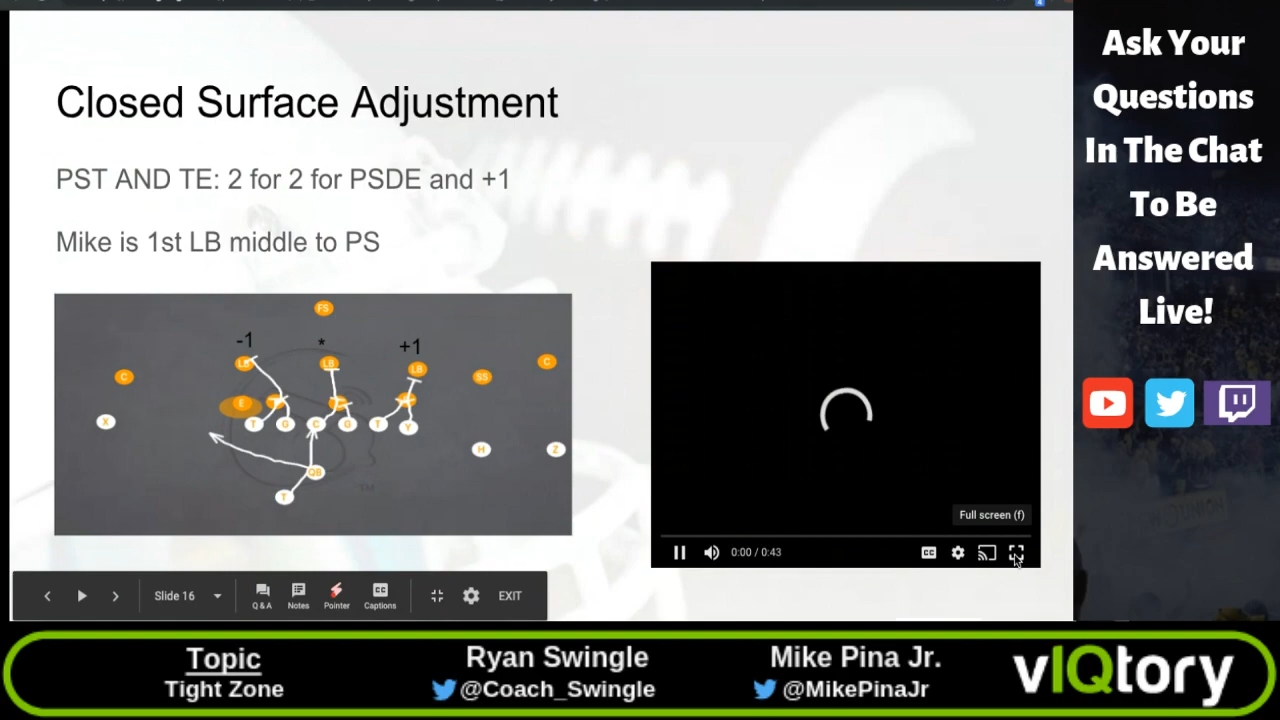 Closed Surface Adjustment
PST AND TE: 2 for 2 for PSDE and +1
Mike is 1st LB middle to PS
FS
-1
*
+1
LB
LB
LB
C
C
SS
E
X
T
G
C
G
T
Y
H
Z
QB
T
TM
Full screen (f)
0:00 / 0:43
CC
Slide 16
Q & A
Notes
Pointer
CC
Captions
EXIT
Ask Your
Questions
In The Chat
To Be
Answered
Live!
Topic
Tight Zone
Ryan Swingle
@Coach_Swingle
Mike Pina Jr.
@MikePinaJr
vIQtory